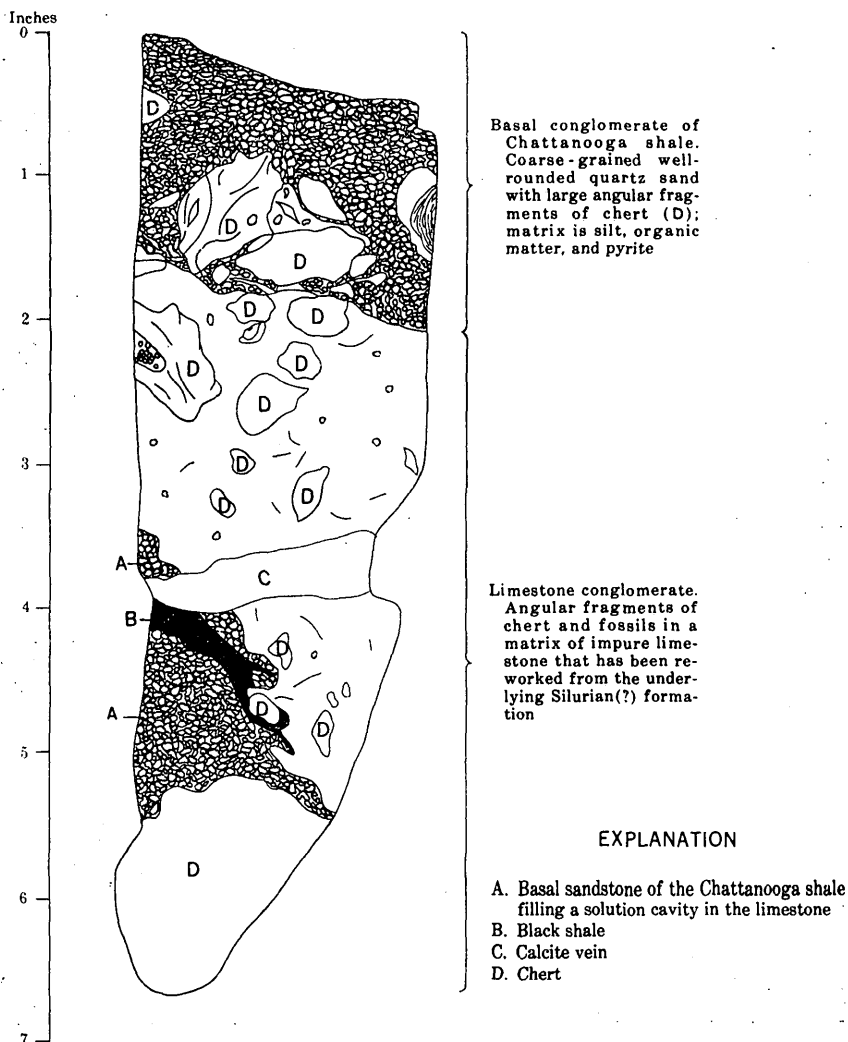 Inches
0
1
2
3
4
5
6
7
D
D
D
D
D
D
D
D
D
D
D
A
C
B
D
D
A
D
D
Basal conglomerate of
Chattanooga shale.
Coarse-grained well-
rounded quartz sand
with large angular frag-
ments of chert (D);
matrix is silt, organic
matter, and pyrite
Limestone conglomerate.
Angular fragments of
chert and fossils in a
matrix of impure lime-
stone that has been re-
worked from the under-
lying Silurian(?) forma-
tion
EXPLANATION
A. Basal sandstone of the Chattanooga shale
filling a solution cavity in the limestone
B. Black shale
C. Calcite vein
D. Chert